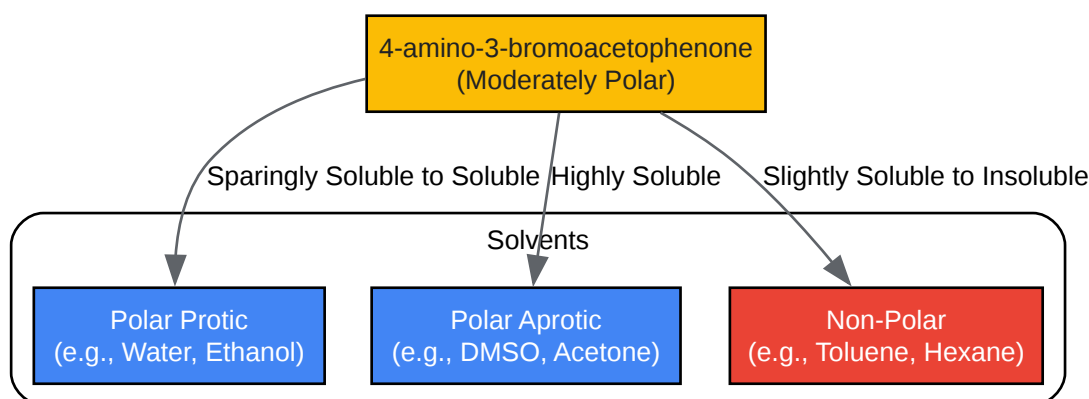 4-amino-3-bromoacetophenone
(Moderately Polar)
Sparingly Soluble to Soluble
Highly Soluble
Slightly Soluble to Insoluble
Solvents
Polar Protic
(e.g., Water, Ethanol)
Polar Aprotic
(e.g., DMSO, Acetone)
Non-Polar
(e.g., Toluene, Hexane)